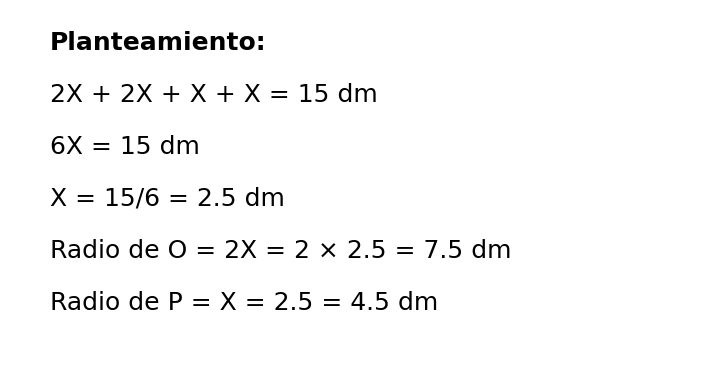 Planteamiento:
2X + 2X + X + X = 15 dm
6X = 15 dm
X = 15/6 = 2.5 dm
Radio de O = 2X = 2 × 2.5 = 7.5 dm
Radio de P = X = 2.5 = 4.5 dm